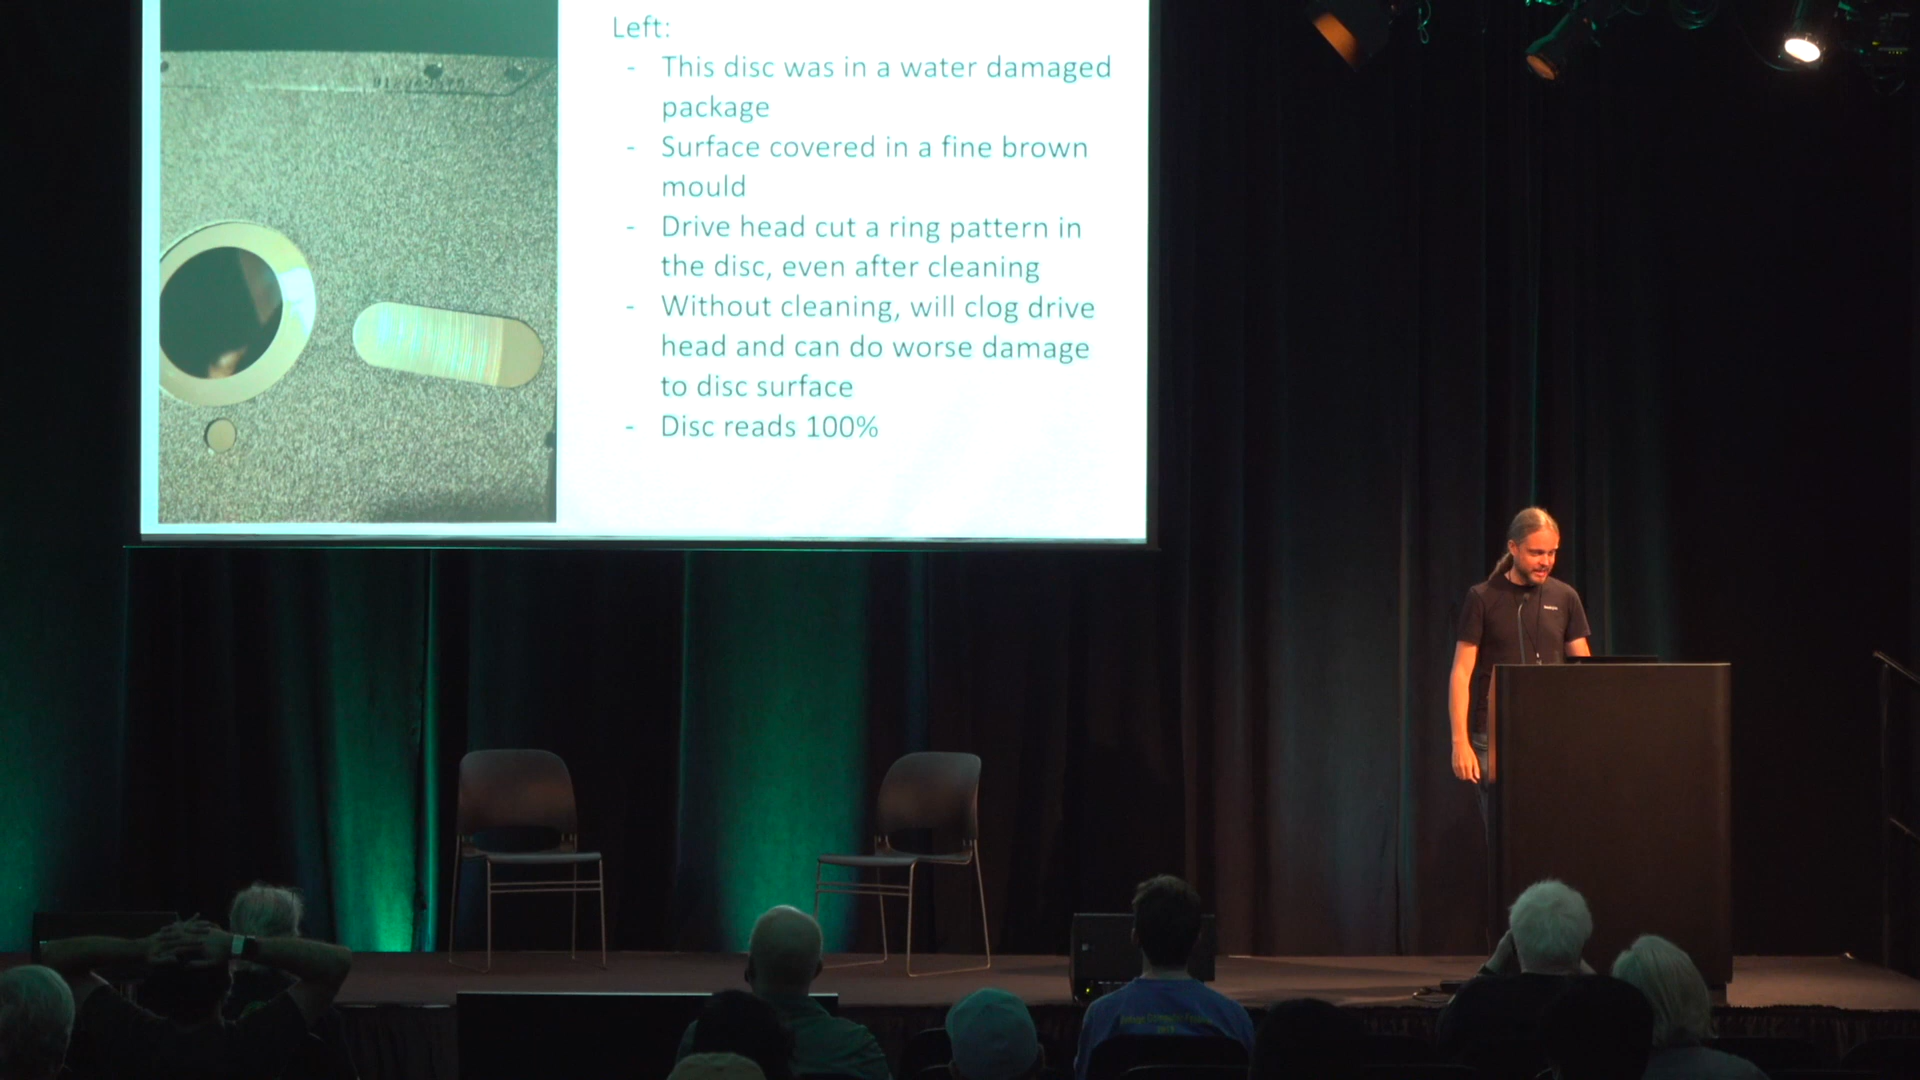 Left:
- This disc was in a water damaged
package
- Surface covered in a fine brown
mould
- Drive head cut a ring pattern in
the disc, even after cleaning
- Without cleaning, will clog drive
head and can do worse damage
to disc surface
- Disc reads 100%